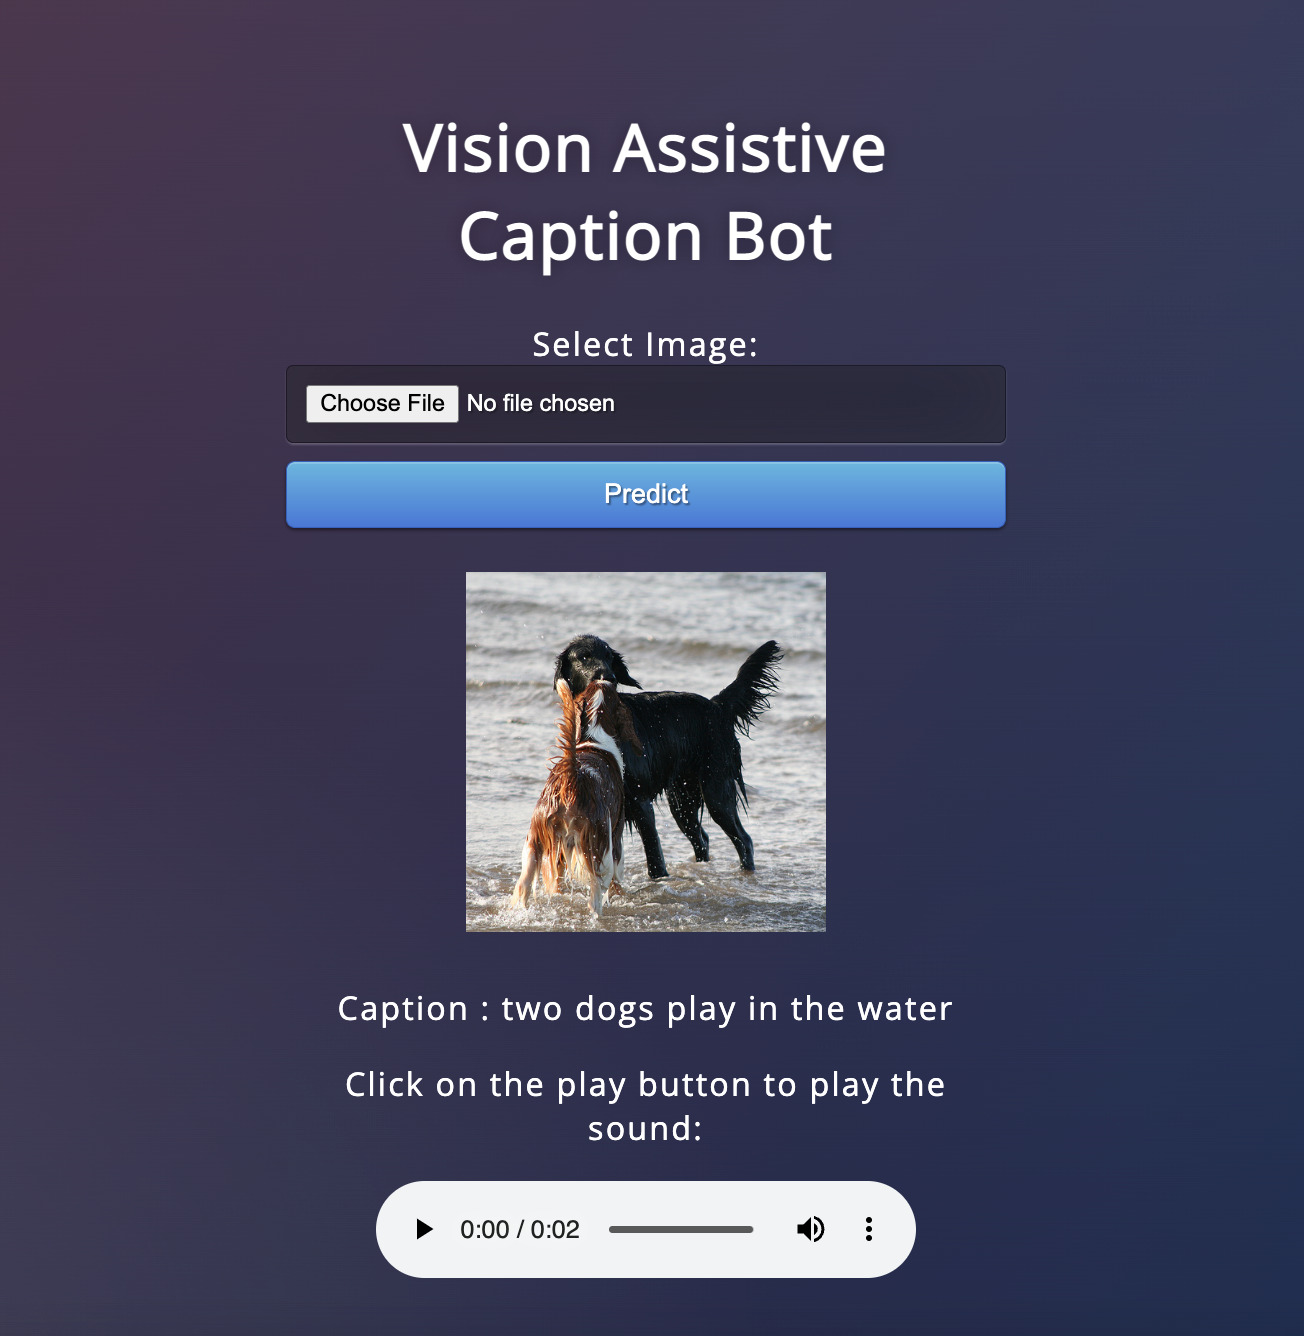 Vision Assistive
Caption Bot
Select Image:
Choose File No file chosen
Predict
Caption : two dogs play in the water
Click on the play button to play the
sound:
0:00 / 0:02